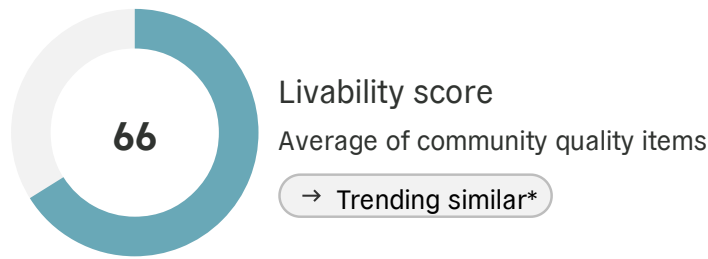 66
Livability score
Average of community quality items
→ Trending similar*